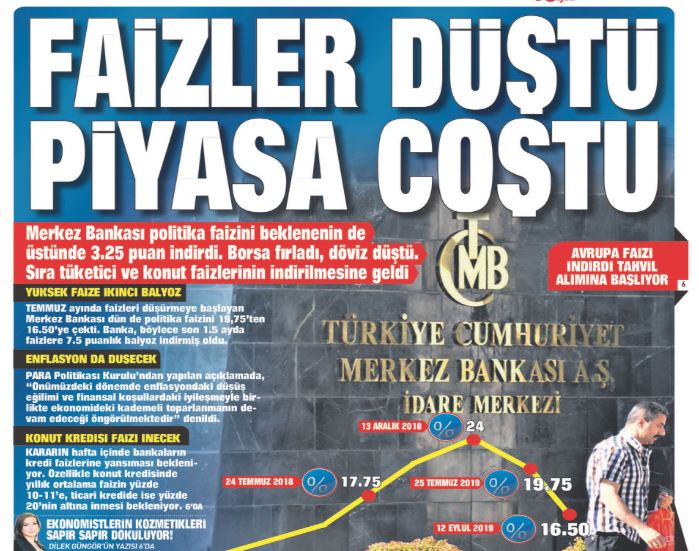 FAİZLER DÜŞTÜ
PİYASA COŞTU
Merkez Bankası politika faizini beklenenin de
üstünde 3.25 puan indirdi. Borsa fırladı, döviz düştü.
Sıra tüketici ve konut faizlerinin indirilmesine geldi
AVRUPA FAİZİ
İNDİRDİ TAHVİL
ALIMINA BAŞLIYOR
6
YÜKSEK FAİZE İKİNCİ BALYOZ
TEMMUZ ayında faizleri düşürmeye başlayan
Merkez Bankası dün de politika faizini 19,75'ten
16.50'ye çekti. Banka, böylece son 1.5 ayda
faizlere 7.5 puanlık balyoz indirmiş oldu.
ENFLASYON DA DÜŞECEK
PARA Politikası Kurulu'ndan yapılan açıklamada,
"Önümüzdeki dönemde enflasyondaki düşüş
eğilimi ve finansal koşullardaki iyileşmeyle bir-
likte ekonomideki kademeli toparlanmanın de-
vam edeceği öngörülmektedir" denildi.
KONUT KREDİSİ FAİZİ İNECEK
KARARIN hafta içinde bankaların
kredi faizlerine yansıması bekleni-
yor. Özellikle konut kredisinde
yıllık ortalama faizin yüzde
10-11'e, ticari kredide ise yüzde
20'nin altına inmesi bekleniyor. 6'DA
EKONOMİSTLERİN KOZMETİKLERİ
SAPIR SAPIR DÖKÜLÜYOR!
DİLEK GÜNGÖR'ÜN YAZISI 6'DA
TCMB
TÜRKİYE CUMHURİYET
MERKEZ BANKASI A.Ş.
İDARE MERKEZİ
13 ARALIK 2018 % 24
24 TEMMUZ 2018 % 17.75
25 TEMMUZ 2019 % 19.75
12 EYLÜL 2019 % 16.50